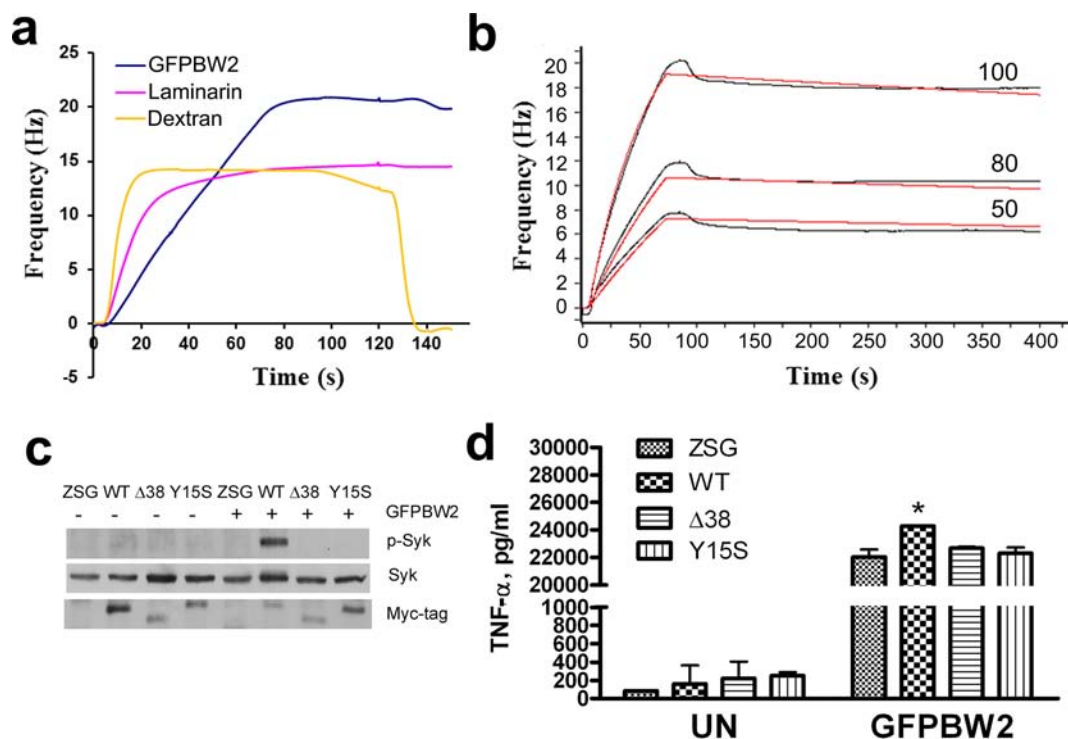 a
25
20
15
10
5
0
-5
0 20 40 60 80 100 120 140
Frequency (Hz)
Time (s)
GFPBW2
Laminarin
Dextran
b
20
18
16
14
12
10
8
6
4
2
0
0 50 100 150 200 250 300 350 400
Frequency (Hz)
Time (s)
100
80
50
c
ZSG WT Δ38 Y15S ZSG WT Δ38 Y15S
- - - - + + + + GFPBW2
p-Syk
Syk
Myc-tag
d
30000
28000
26000
24000
22000
20000
1000
800
600
400
200
0
TNF-α, pg/ml
ZSG
WT
Δ38
Y15S
*
UN GFPBW2